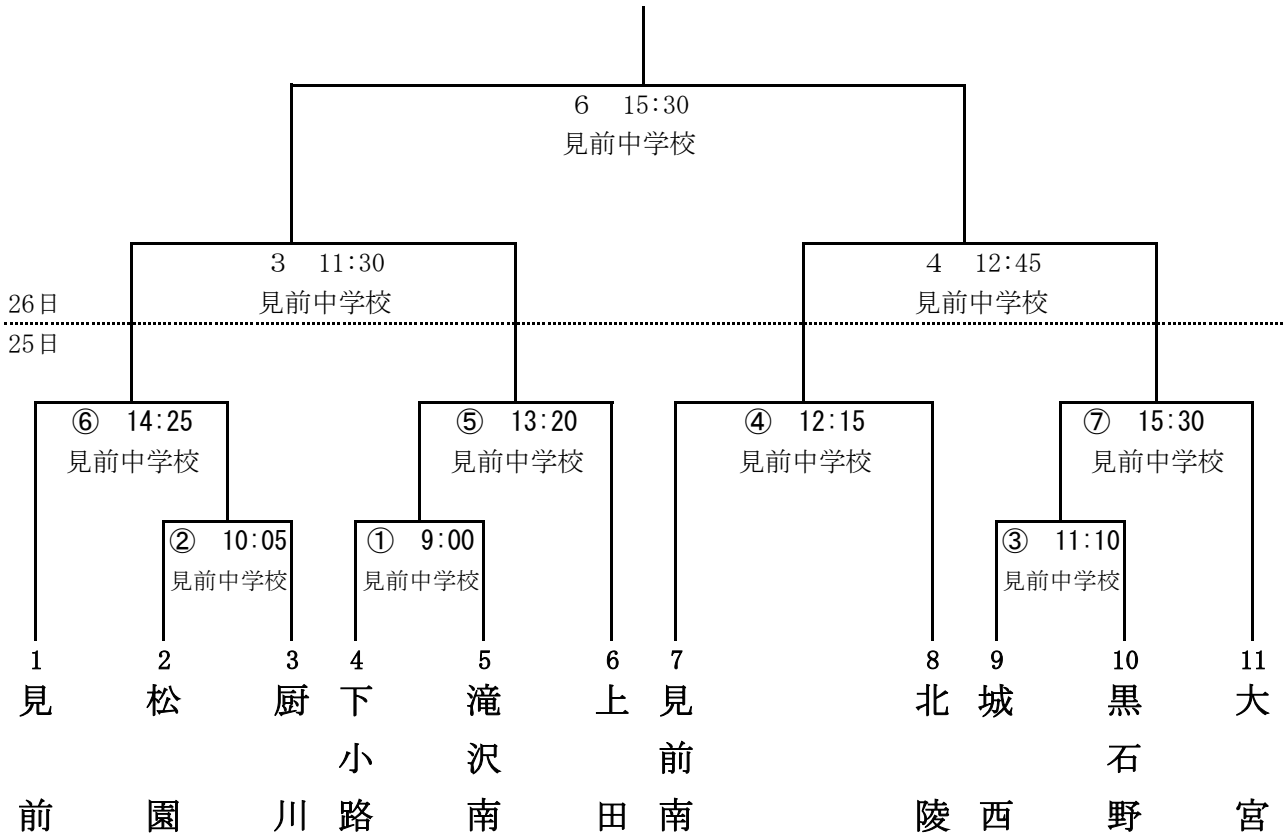 6 15:30
見前中学校
3 11:30
見前中学校
4 12:45
見前中学校
26日
25日
⑥ 14:25
見前中学校
⑤ 13:20
見前中学校
④ 12:15
見前中学校
⑦ 15:30
見前中学校
② 10:05
見前中学校
① 9:00
見前中学校
③ 11:10
見前中学校
1
見前
2
松園
3
厨川
4
下小路
5
滝沢南
6
上田
7
見前南
8
北陵
9
城西
10
黒石野
11
大宮